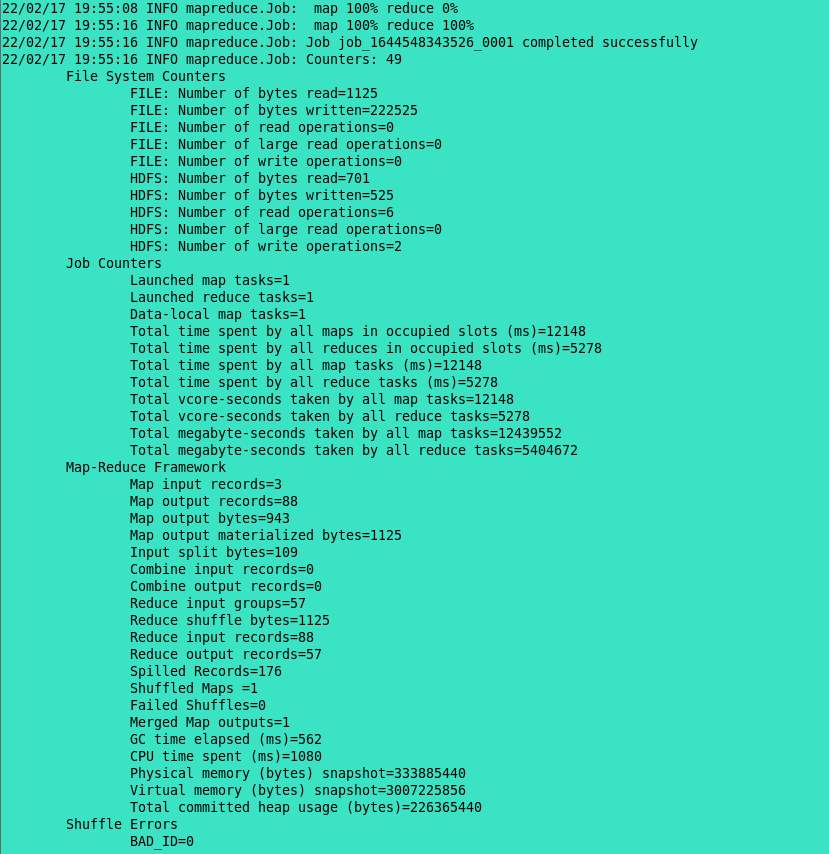 22/02/17 19:55:08 INFO mapreduce.Job:  map 100% reduce 0%
22/02/17 19:55:16 INFO mapreduce.Job:  map 100% reduce 100%
22/02/17 19:55:16 INFO mapreduce.Job: Job job_1644548343526_0001 completed successfully
22/02/17 19:55:16 INFO mapreduce.Job: Counters: 49
File System Counters
FILE: Number of bytes read=1125
FILE: Number of bytes written=222525
FILE: Number of read operations=0
FILE: Number of large read operations=0
FILE: Number of write operations=0
HDFS: Number of bytes read=701
HDFS: Number of bytes written=525
HDFS: Number of read operations=6
HDFS: Number of large read operations=0
HDFS: Number of write operations=2
Job Counters
Launched map tasks=1
Launched reduce tasks=1
Data-local map tasks=1
Total time spent by all maps in occupied slots (ms)=12148
Total time spent by all reduces in occupied slots (ms)=5278
Total time spent by all map tasks (ms)=12148
Total time spent by all reduce tasks (ms)=5278
Total vcore-seconds taken by all map tasks=12148
Total vcore-seconds taken by all reduce tasks=5278
Total megabyte-seconds taken by all map tasks=12439552
Total megabyte-seconds taken by all reduce tasks=5404672
Map-Reduce Framework
Map input records=3
Map output records=88
Map output bytes=943
Map output materialized bytes=1125
Input split bytes=109
Combine input records=0
Combine output records=0
Reduce input groups=57
Reduce shuffle bytes=1125
Reduce input records=88
Reduce output records=57
Spilled Records=176
Shuffled Maps =1
Failed Shuffles=0
Merged Map outputs=1
GC time elapsed (ms)=562
CPU time spent (ms)=1080
Physical memory (bytes) snapshot=333885440
Virtual memory (bytes) snapshot=3007225856
Total committed heap usage (bytes)=226365440
Shuffle Errors
BAD_ID=0